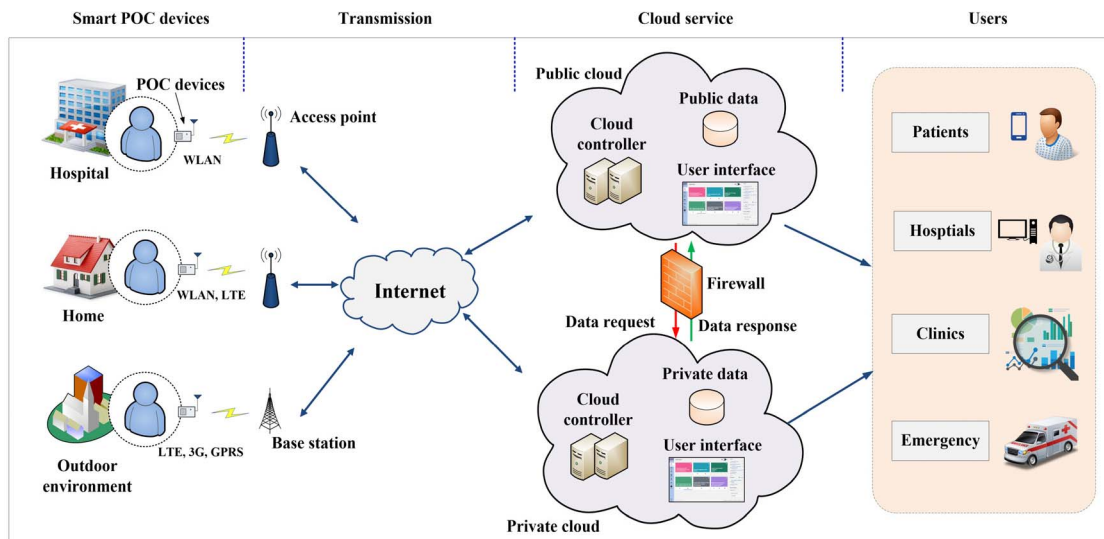 Smart POC devices
Transmission
Cloud service
Users
POC devices
WLAN
Hospital
Access point
WLAN, LTE
Home
LTE, 3G, GPRS
Outdoor
environment
Base station
Internet
Public cloud
Public data
Cloud
controller
User interface
Firewall
Data request
Data response
Private data
Cloud
controller
User interface
Private cloud
Patients
Hosptials
Clinics
Emergency